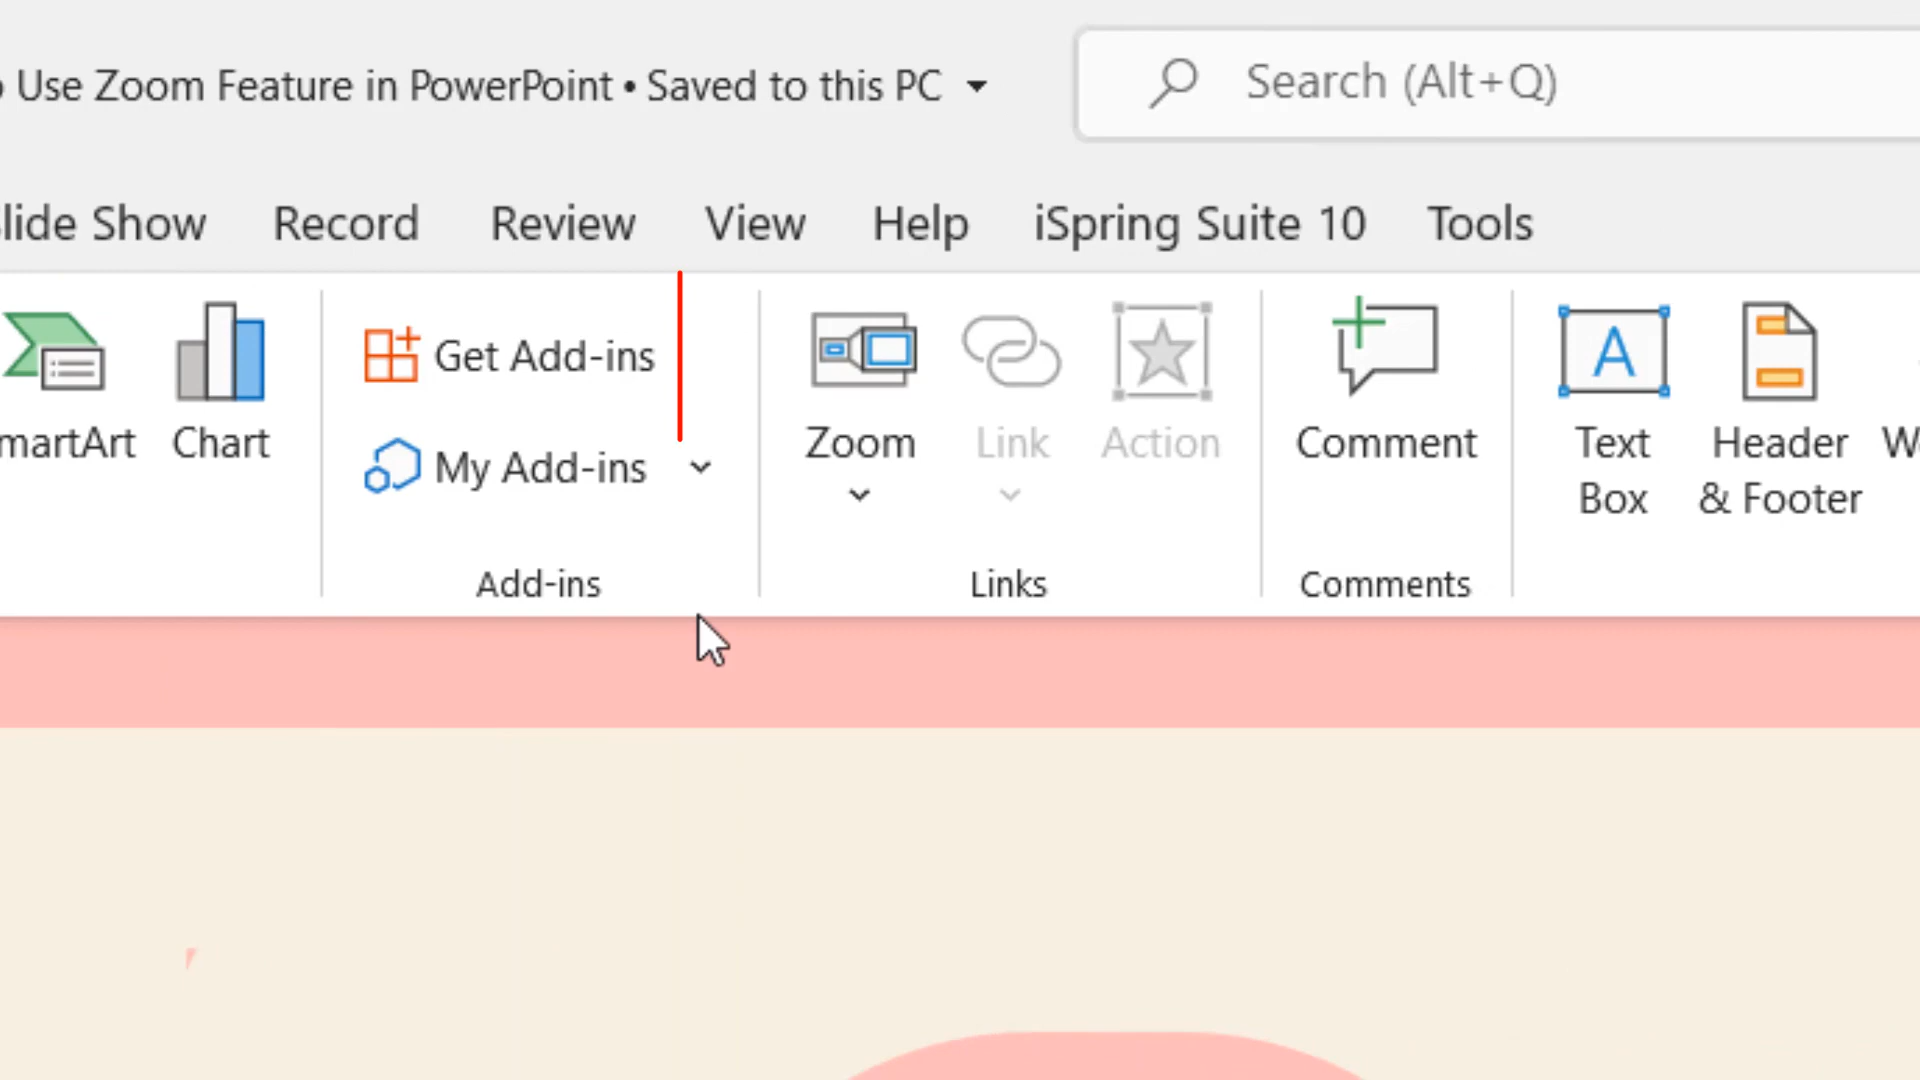 Use Zoom Feature in PowerPoint • Saved to this PC
Search (Alt+Q)
lide Show Record Review View Help iSpring Suite 10 Tools
Get Add-ins
My Add-ins
martArt Chart Zoom Link Action Comment Text Box Header & Footer
Add-ins Links Comments